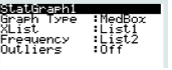 StatGraph1
Graph Type :MedBox
XList :List1
Frequency :List2
Outliers :Off